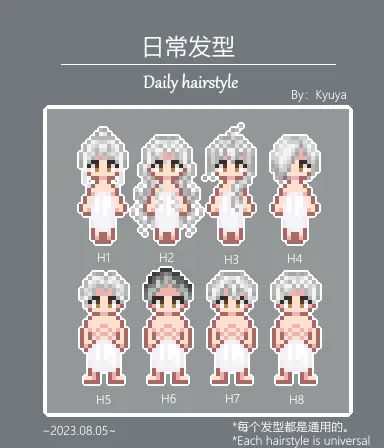 日常发型
Daily hairstyle
By：Kyuya
H1 H2 H3 H4
H5 H6 H7 H8
~2023.08.05~
*每个发型都是通用的。
*Each hairstyle is universal